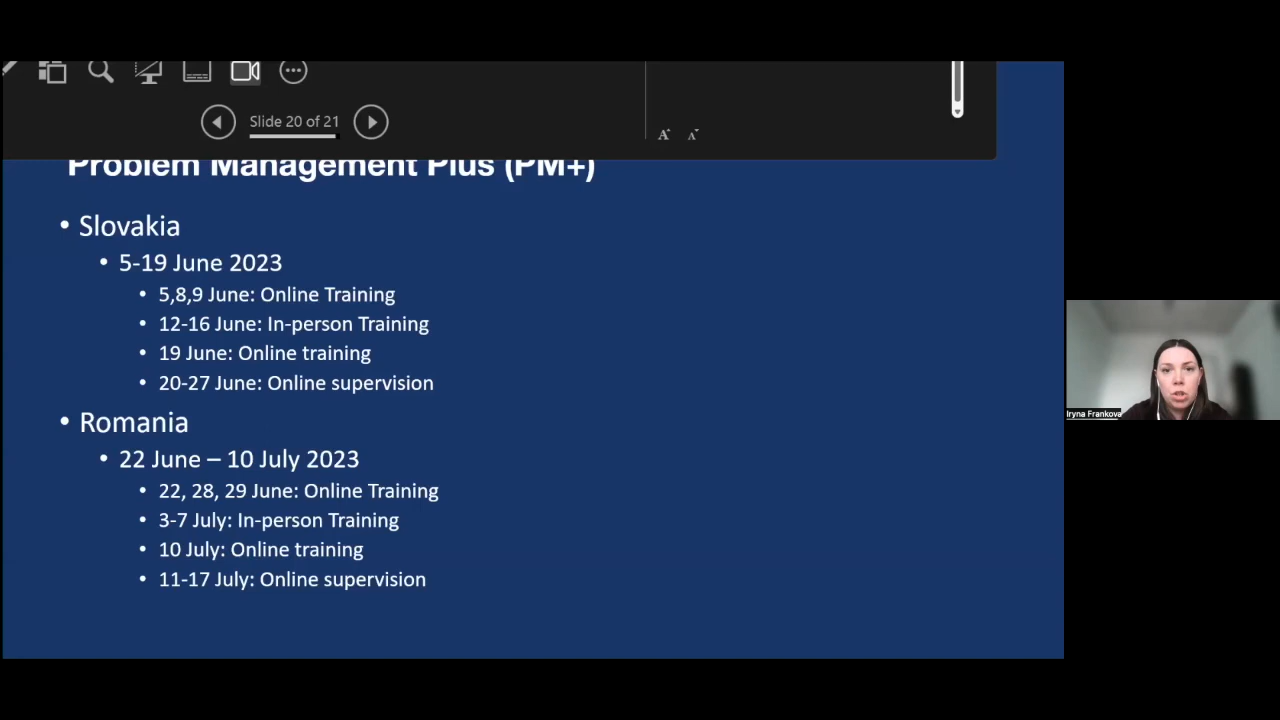 Slide 20 of 21
Problem Management Plus (PM+)
• Slovakia
• 5-19 June 2023
• 5,8,9 June: Online Training
• 12-16 June: In-person Training
• 19 June: Online training
• 20-27 June: Online supervision
• Romania
• 22 June – 10 July 2023
• 22, 28, 29 June: Online Training
• 3-7 July: In-person Training
• 10 July: Online training
• 11-17 July: Online supervision
Iryna Frankova